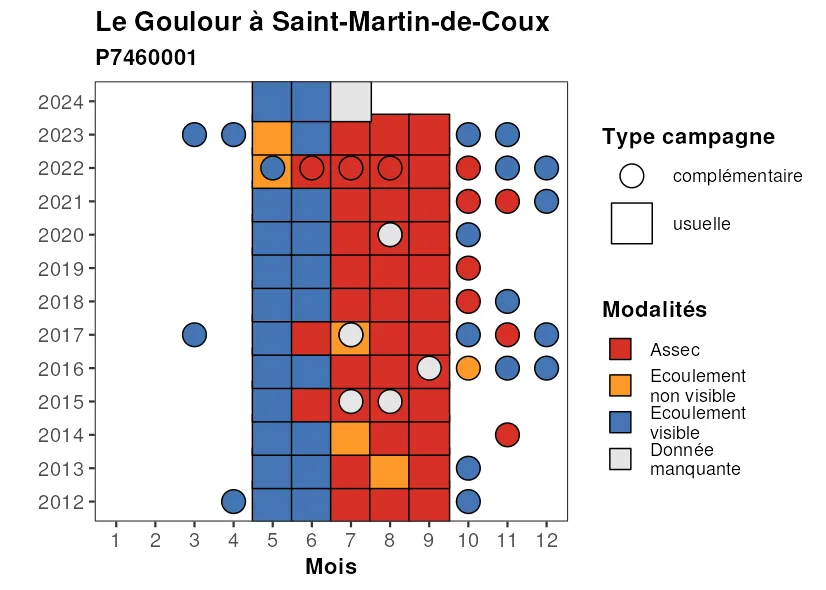 Le Goulour à Saint-Martin-de-Coux
P7460001
2024
2023
2022
2021
2020
2019
2018
2017
2016
2015
2014
2013
2012
1 2 3 4 5 6 7 8 9 10 11 12
Mois
Type campagne
complémentaire
usuelle
Modalités
Assec
Ecoulement
non visible
Ecoulement
visible
Donnée
manquante